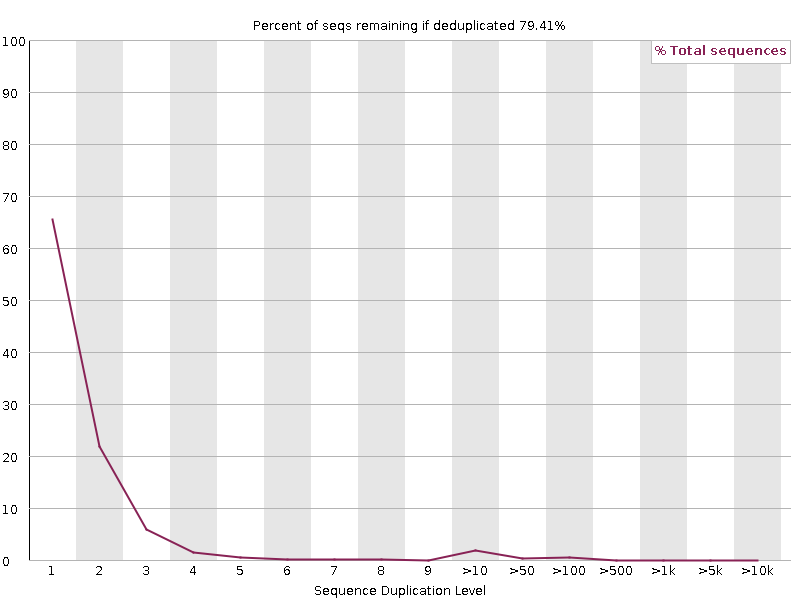 Percent of seqs remaining if deduplicated 79.41%
% Total sequences
100
90
80
70
60
50
40
30
20
10
0
1 2 3 4 5 6 7 8 9 >10 >50 >100 >500 >1k >5k >10k
Sequence Duplication Level